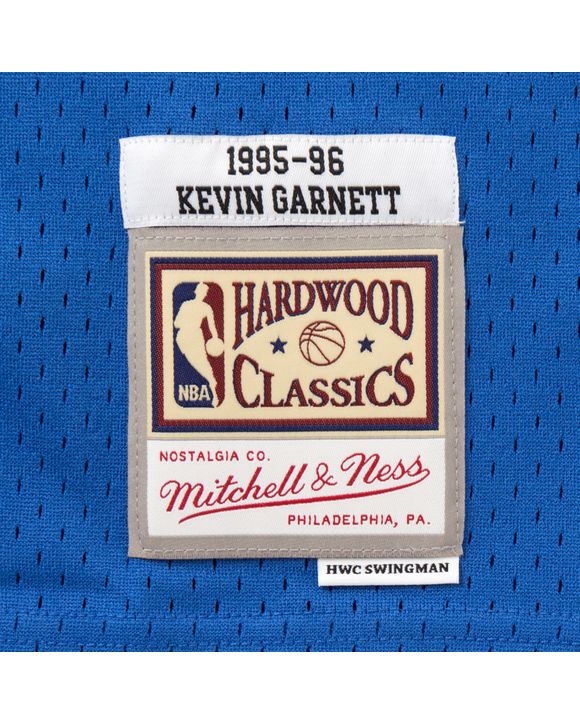 1995-96
KEVIN GARNETT
HARDWOOD
CLASSICS
NBA
NOSTALGIA CO.
Mitchell & Ness
PHILADELPHIA, PA.
HWC SWINGMAN